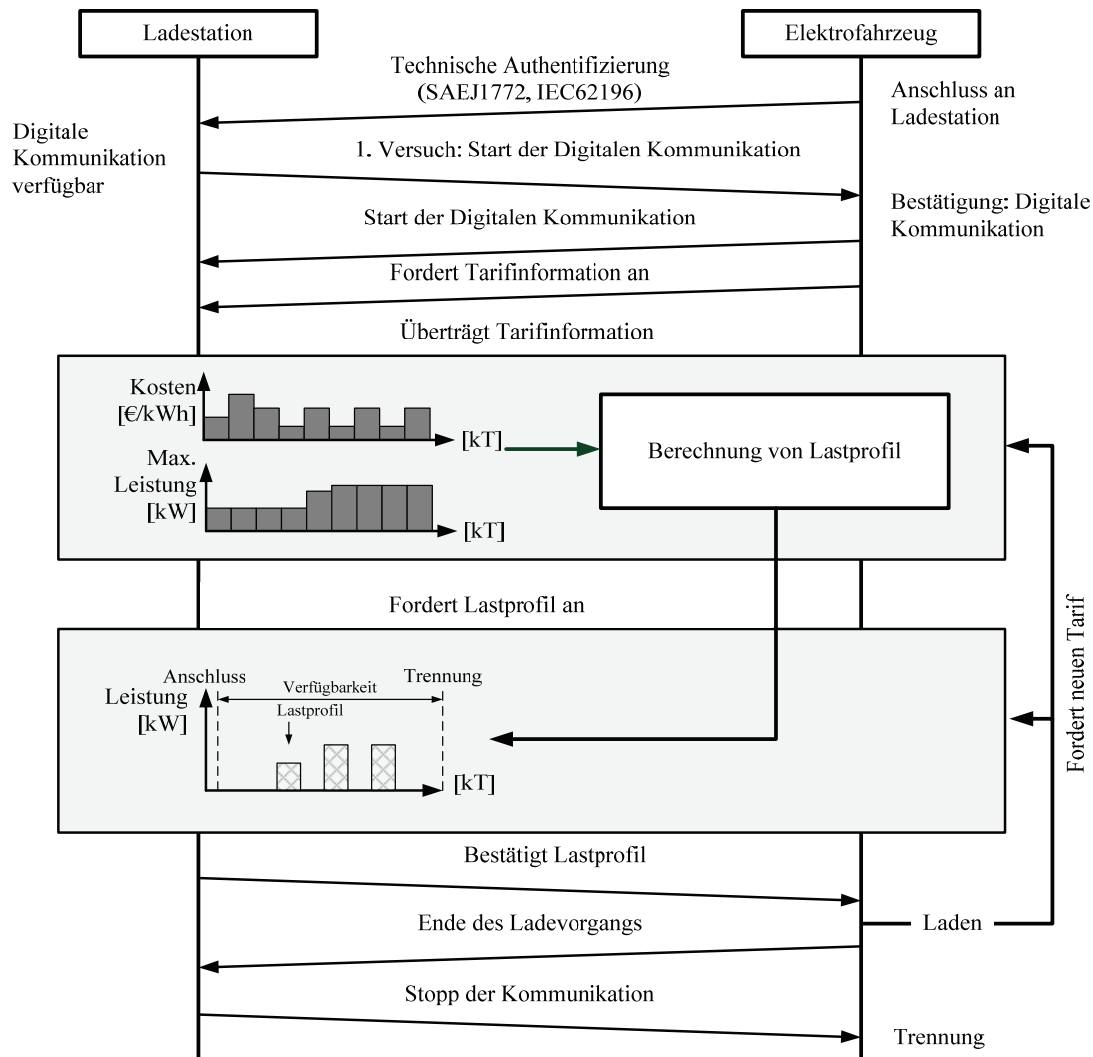 Ladestation
Elektrofahrzeug
Technische Authentifizierung
(SAEJ1772, IEC62196)
Anschluss an
Ladestation
Digitale
Kommunikation
verfügbar
1. Versuch: Start der Digitalen Kommunikation
Bestätigung: Digitale
Kommunikation
Start der Digitalen Kommunikation
Fordert Tarifinformation an
Überträgt Tarifinformation
Kosten
[€/kWh]
[kT]
Max.
Leistung
[kW]
[kT]
Berechnung von Lastprofil
Fordert Lastprofil an
Fordert neuen Tarif
Anschluss
Trennung
Leistung
[kW]
Verfügbarkeit
Lastprofil
[kT]
Bestätigt Lastprofil
Ende des Ladevorgangs
Laden
Stopp der Kommunikation
Trennung